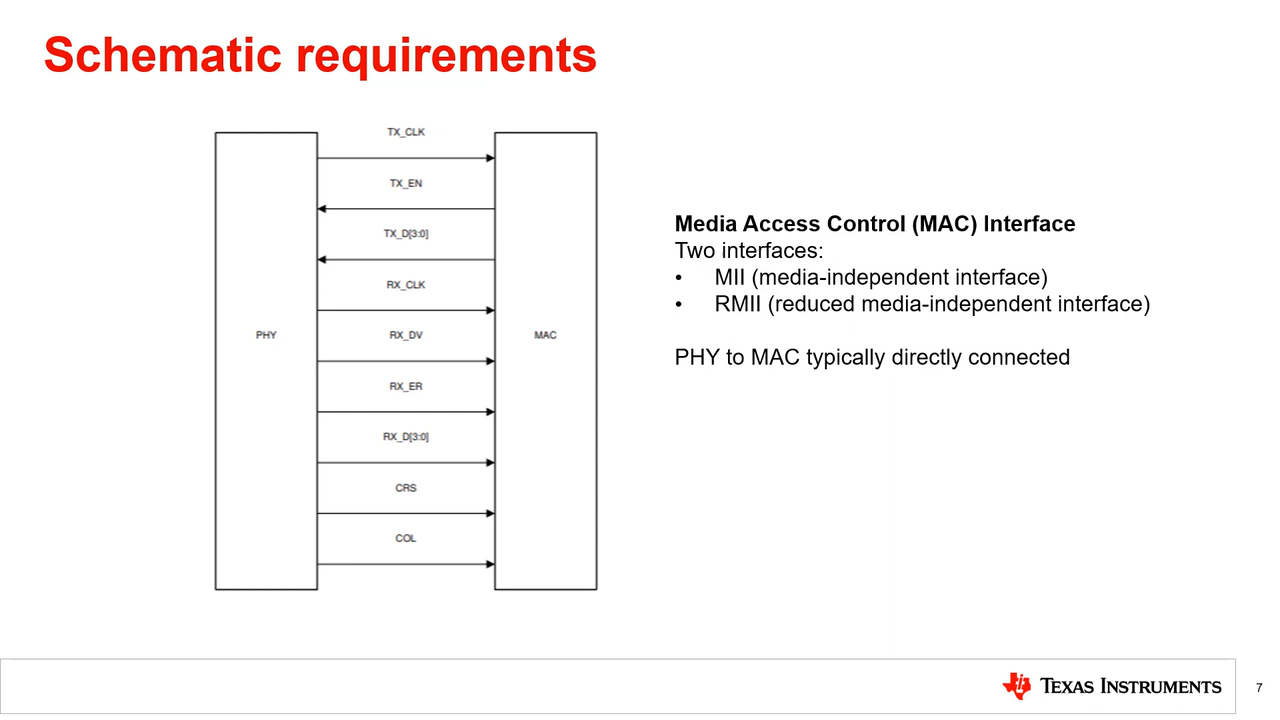 Schematic requirements
TX_CLK
TX_EN
TX_D[3:0]
RX_CLK
PHY
RX_DV
MAC
RX_ER
RX_D[3:0]
CRS
COL
Media Access Control (MAC) Interface
Two interfaces:
• MII (media-independent interface)
• RMII (reduced media-independent interface)
PHY to MAC typically directly connected
TEXAS INSTRUMENTS
7